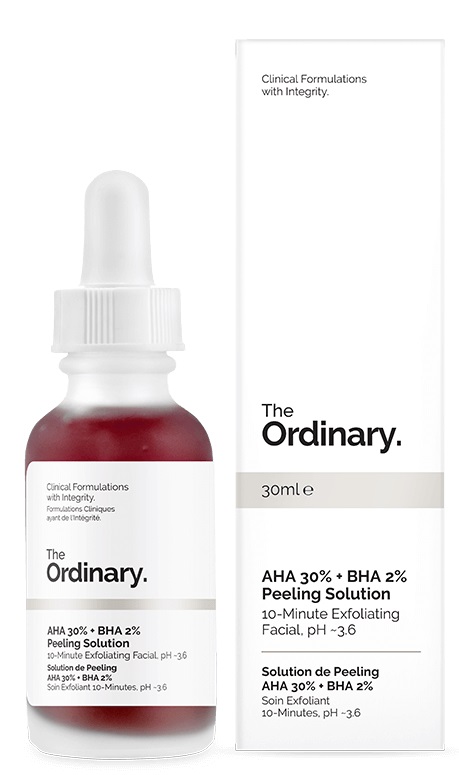 Clinical Formulations
with Integrity.
The
Ordinary.
30ml ℮
AHA 30% + BHA 2%
Peeling Solution
10-Minute Exfoliating
Facial, pH ~3.6
Solution de Peeling
AHA 30% + BHA 2%
Soin Exfoliant
10-Minutes, pH ~3.6
Clinical Formulations
with Integrity.
Formulations Cliniques
ayant de l'Intégrité.
The
Ordinary.
AHA 30% + BHA 2%
Peeling Solution
10-Minute Exfoliating Facial, pH ~3.6
Solution de Peeling
AHA 30% + BHA 2%
Soin Exfoliant 10-Minutes, pH ~3.6